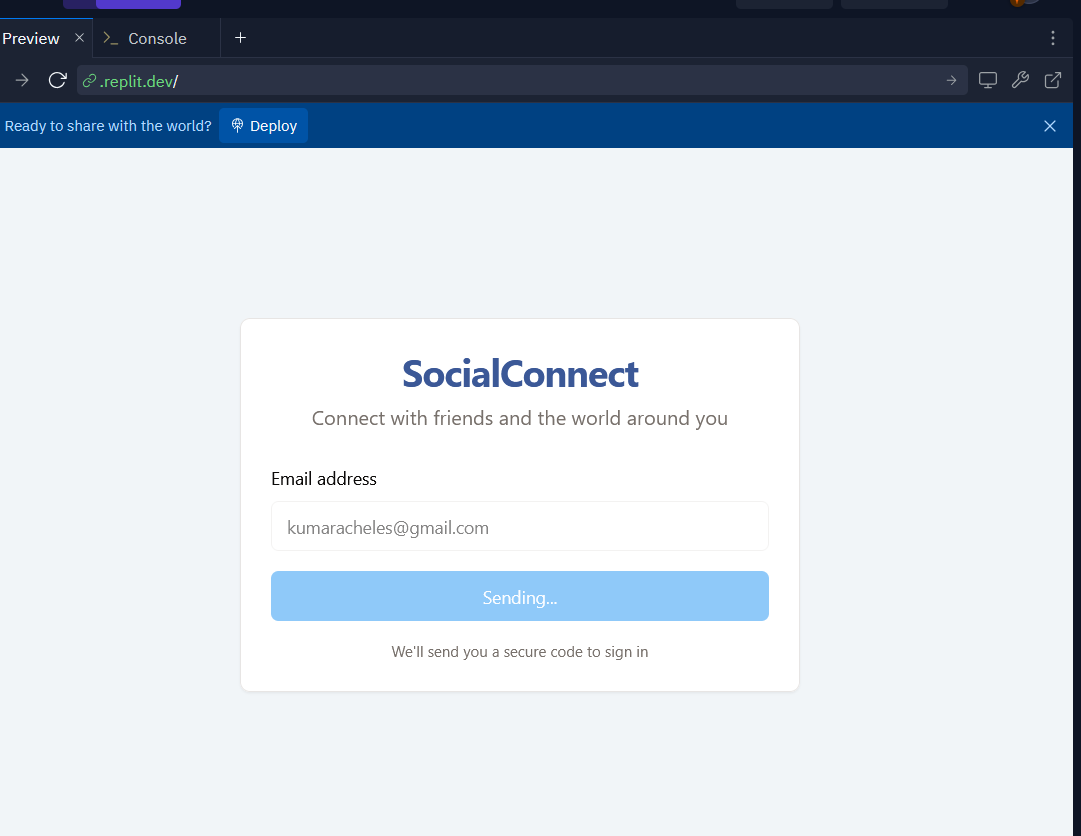 Preview
Console
.replit.dev/
Ready to share with the world? Deploy
SocialConnect
Connect with friends and the world around you
Email address
kumaracheles@gmail.com
Sending...
We'll send you a secure code to sign in